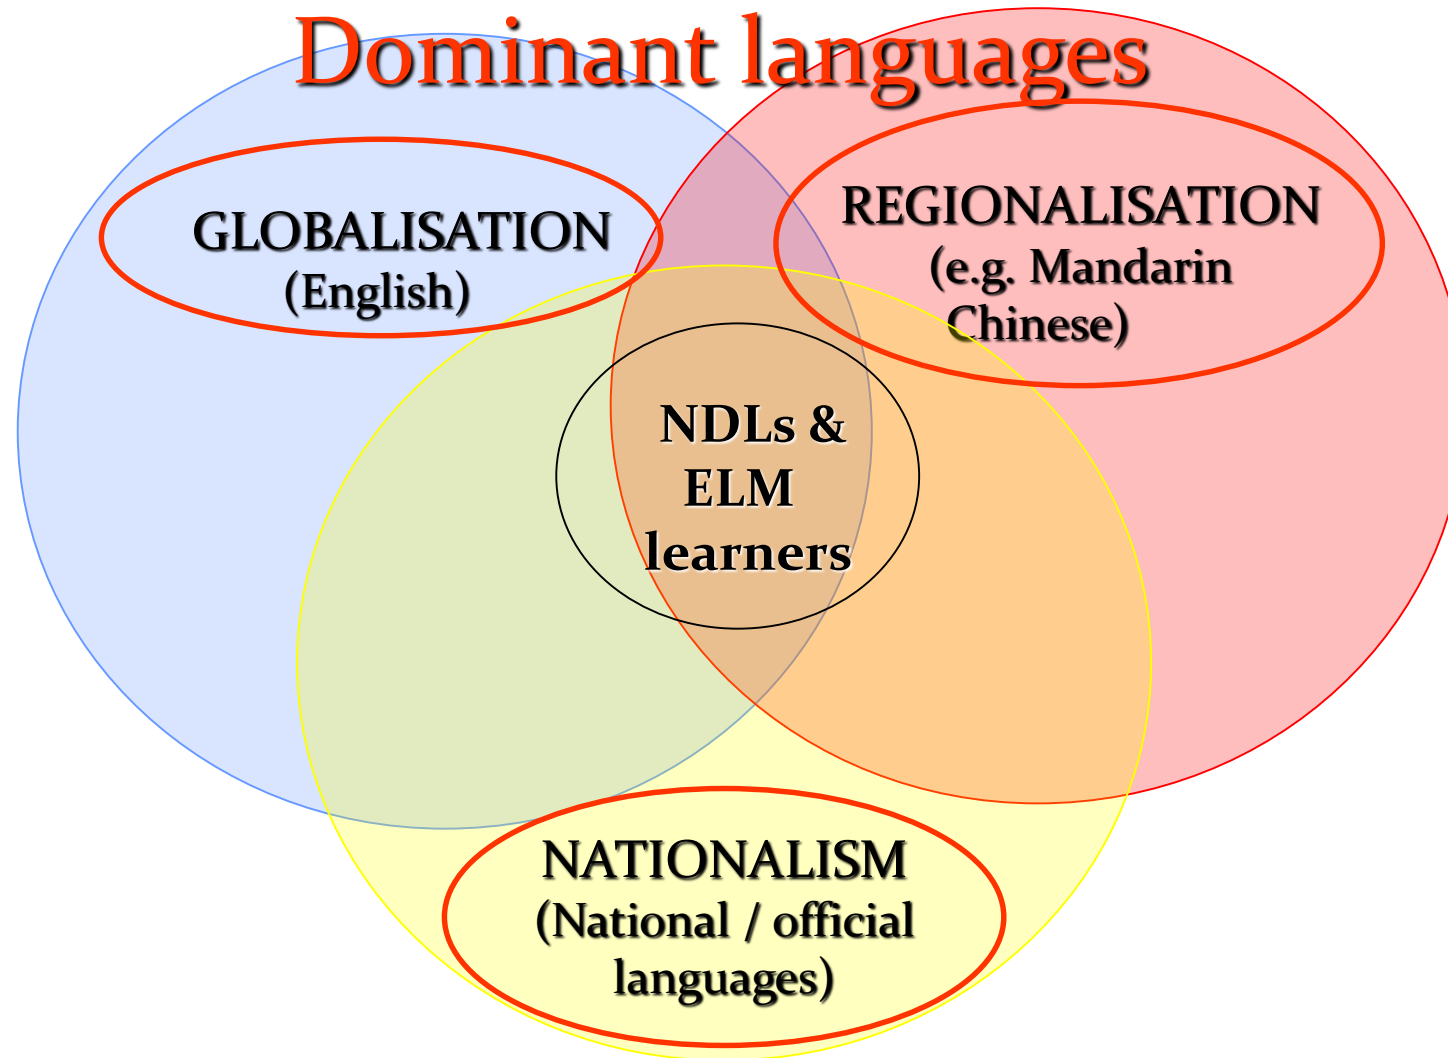 Dominant languages
GLOBALISATION
(English)
REGIONALISATION
(e.g. Mandarin
Chinese)
NDLs &
ELM
learners
NATIONALISM
(National / official
languages)